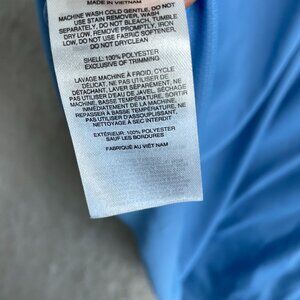 MADE IN VIETNAM
MACHINE WASH COLD GENTLE, DO NOT
USE STAIN REMOVER, WASH
SEPARATELY, DO NOT BLEACH, TUMBLE
DRY LOW, REMOVE PROMPTLY, IRON
LOW, DO NOT USE FABRIC SOFTENER,
DO NOT DRYCLEAN
SHELL: 100% POLYESTER
EXCLUSIVE OF TRIMMING
LAVAGE MACHINE À FROID, CYCLE
DÉLICAT, NE PAS UTILISER DE
DÉTACHANT, LAVER SÉPARÉMENT, NE
PAS UTILISER D'EAU DE JAVEL, SÉCHAGE
MACHINE, BASSE TEMPÉRATURE, SORTIR
IMMÉDIATEMENT DE LA MACHINE,
REPASSER À BASSE TEMPÉRATURE, NE
PAS UTILISER D'ASSOUPLISSANT,
NETTOYAGE À SEC INTERDIT
EXTÉRIEUR: 100% POLYESTER
SAUF LES BORDURES
FABRIQUÉ AU VIÊT NAM